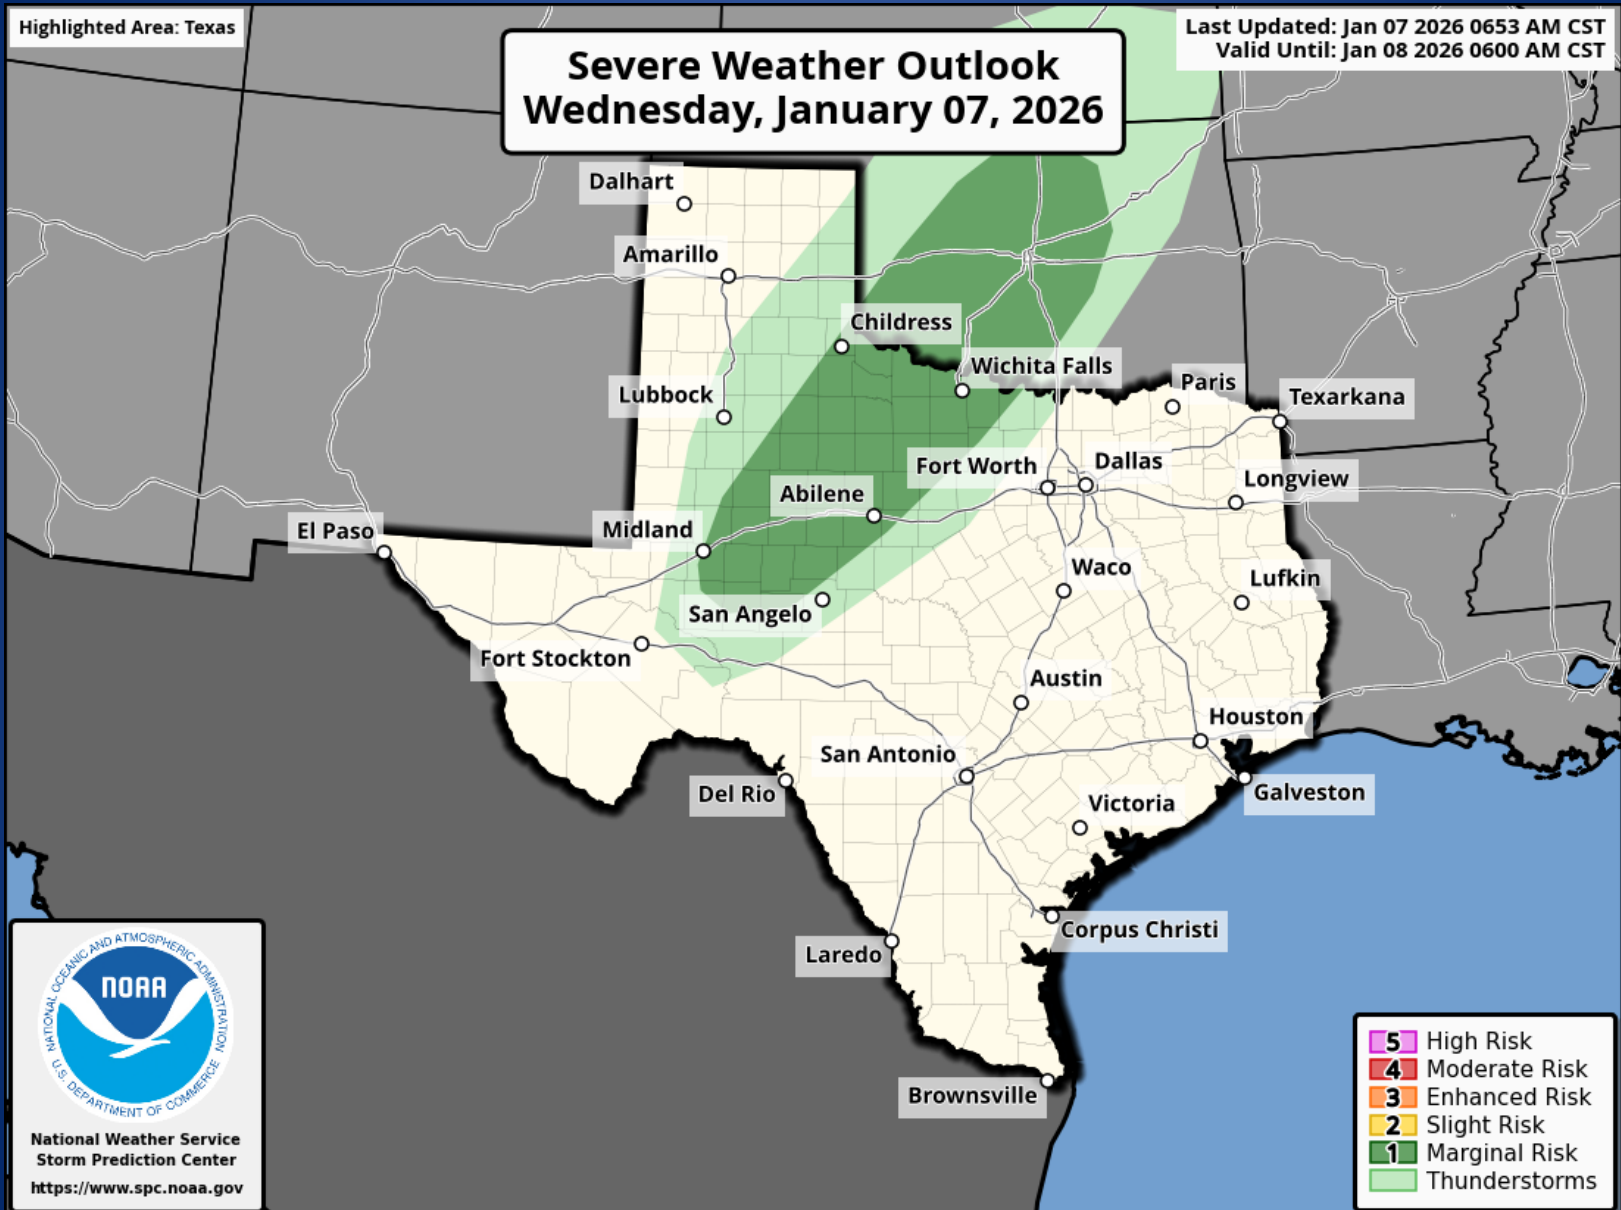 Highlighted Area: Texas
Severe Weather Outlook
Wednesday, January 07, 2026
Last Updated: Jan 07 2026 0653 AM CST
Valid Until: Jan 08 2026 0600 AM CST
Dalhart
Amarillo
Childress
Wichita Falls
Lubbock
Paris
Texarkana
Fort Worth
Dallas
Longview
Abilene
El Paso
Midland
Waco
Lufkin
San Angelo
Fort Stockton
Austin
Houston
San Antonio
Del Rio
Galveston
Victoria
Corpus Christi
Laredo
Brownsville
NATIONAL OCEANIC AND ATMOSPHERIC ADMINISTRATION
NOAA
U.S. DEPARTMENT OF COMMERCE
National Weather Service
Storm Prediction Center
https://www.spc.noaa.gov
5 High Risk
4 Moderate Risk
3 Enhanced Risk
2 Slight Risk
1 Marginal Risk
Thunderstorms